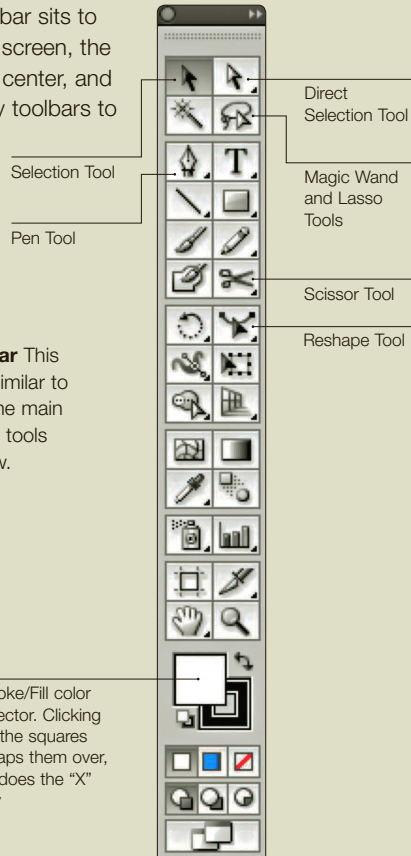 bar sits to
screen, the
center, and
toolbars to
Selection Tool
Pen Tool
ar This
imilar to
he main
tools
w.
oke/Fill color
ector. Clicking
the squares
aps them over,
does the "X"
Direct
Selection Tool
Magic Wand
and Lasso
Tools
Scissor Tool
Reshape Tool
T